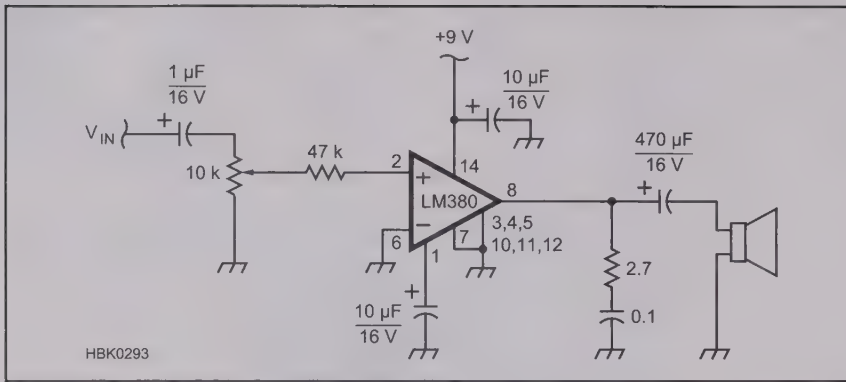 +9 V
1 µF
16 V
10 µF
16 V
V IN
10 k
47 k
2
14
+
LM380
8
470 µF
16 V
−
6
1
7
3,4,5
10,11,12
2.7
0.1
10 µF
16 V
HBK0293